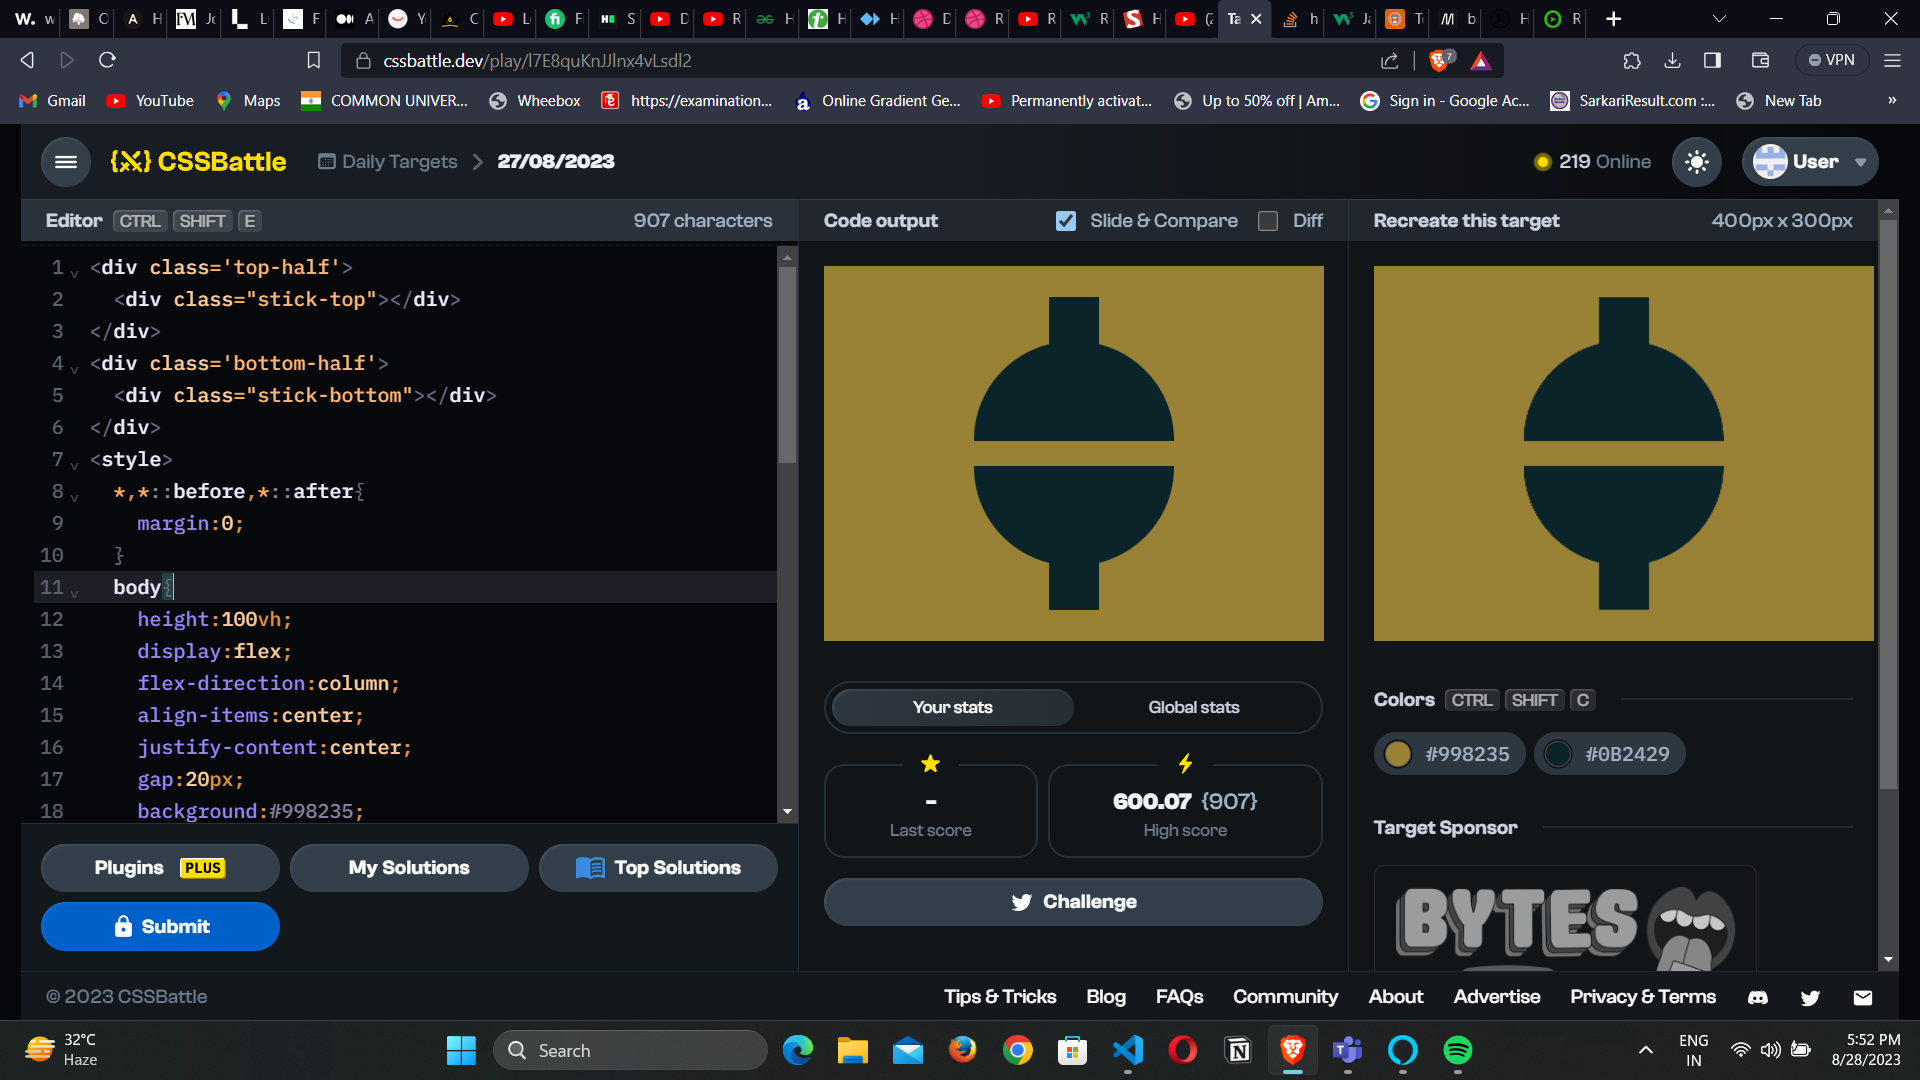 cssbattle.dev/play/l7E8quKnJJlnx4vLsdl2
7
VPN
Gmail YouTube Maps COMMON UNIVER... Wheebox https://examination... Online Gradient Ge... Permanently activat... Up to 50% off | Am... Sign in - Google Ac... SarkariResult.com :... New Tab »
CSSBattle Daily Targets 27/08/2023 219 Online User
Editor CTRL SHIFT E 907 characters Code output Slide & Compare Diff Recreate this target 400px x 300px
1 <div class='top-half'>
2 <div class="stick-top"></div>
3 </div>
4 <div class='bottom-half'>
5 <div class="stick-bottom"></div>
6 </div>
7 <style>
8 *,*::before,*::after{
9 margin:0;
10 }
11 body{
12 height:100vh;
13 display:flex;
14 flex-direction:column;
15 align-items:center;
16 justify-content:center;
17 gap:20px;
18 background:#998235;
Your stats Global stats
-
Last score
600.07 {907}
High score
Challenge
Colors CTRL SHIFT C
#998235 #0B2429
Target Sponsor
BYTES
Plugins PLUS My Solutions Top Solutions
Submit
© 2023 CSSBattle Tips & Tricks Blog FAQs Community About Advertise Privacy & Terms
32°C
Haze
Search
ENG
IN
5:52 PM
8/28/2023